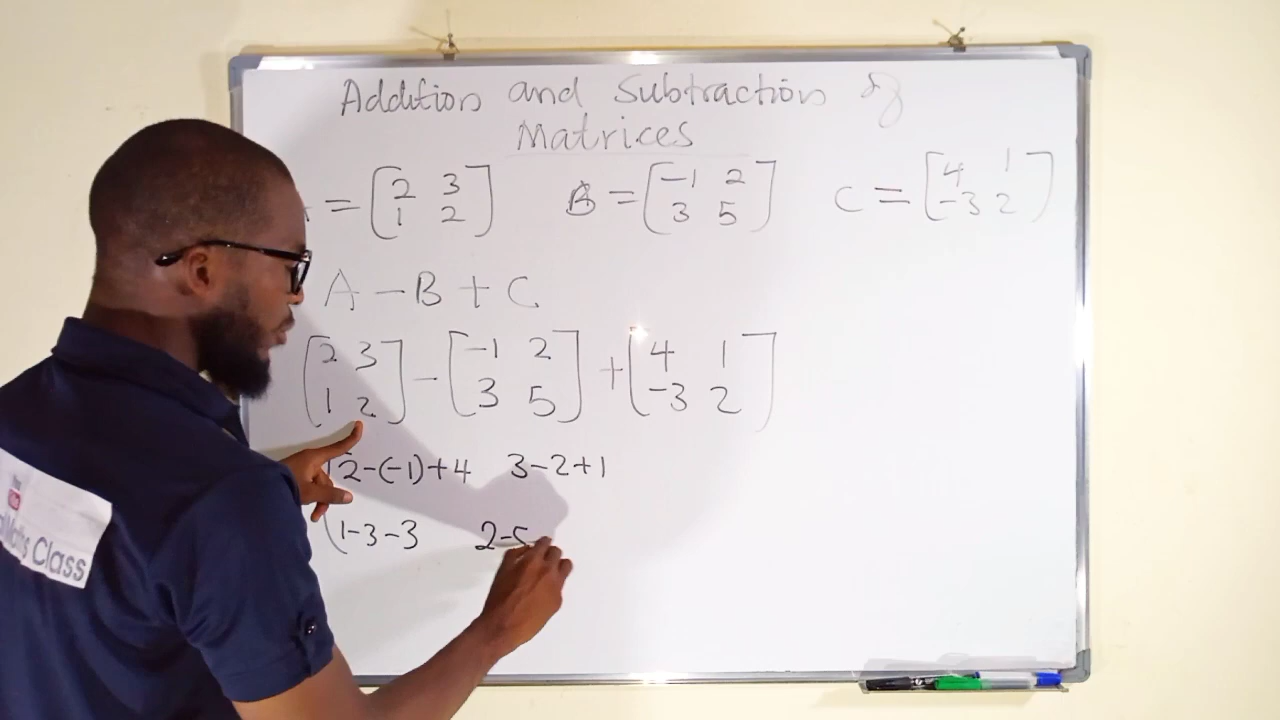 Addition and Subtraction of
Matrices
= [2 3 B = [-1 2 C = [4 1
1 2] 3 5] -3 2]
A - B + C
[2 3 - [-1 2 + [4 1
1 2] 3 5] -3 2]
2-(-1)+4 3-2+1
1-3-3 2-5
Class